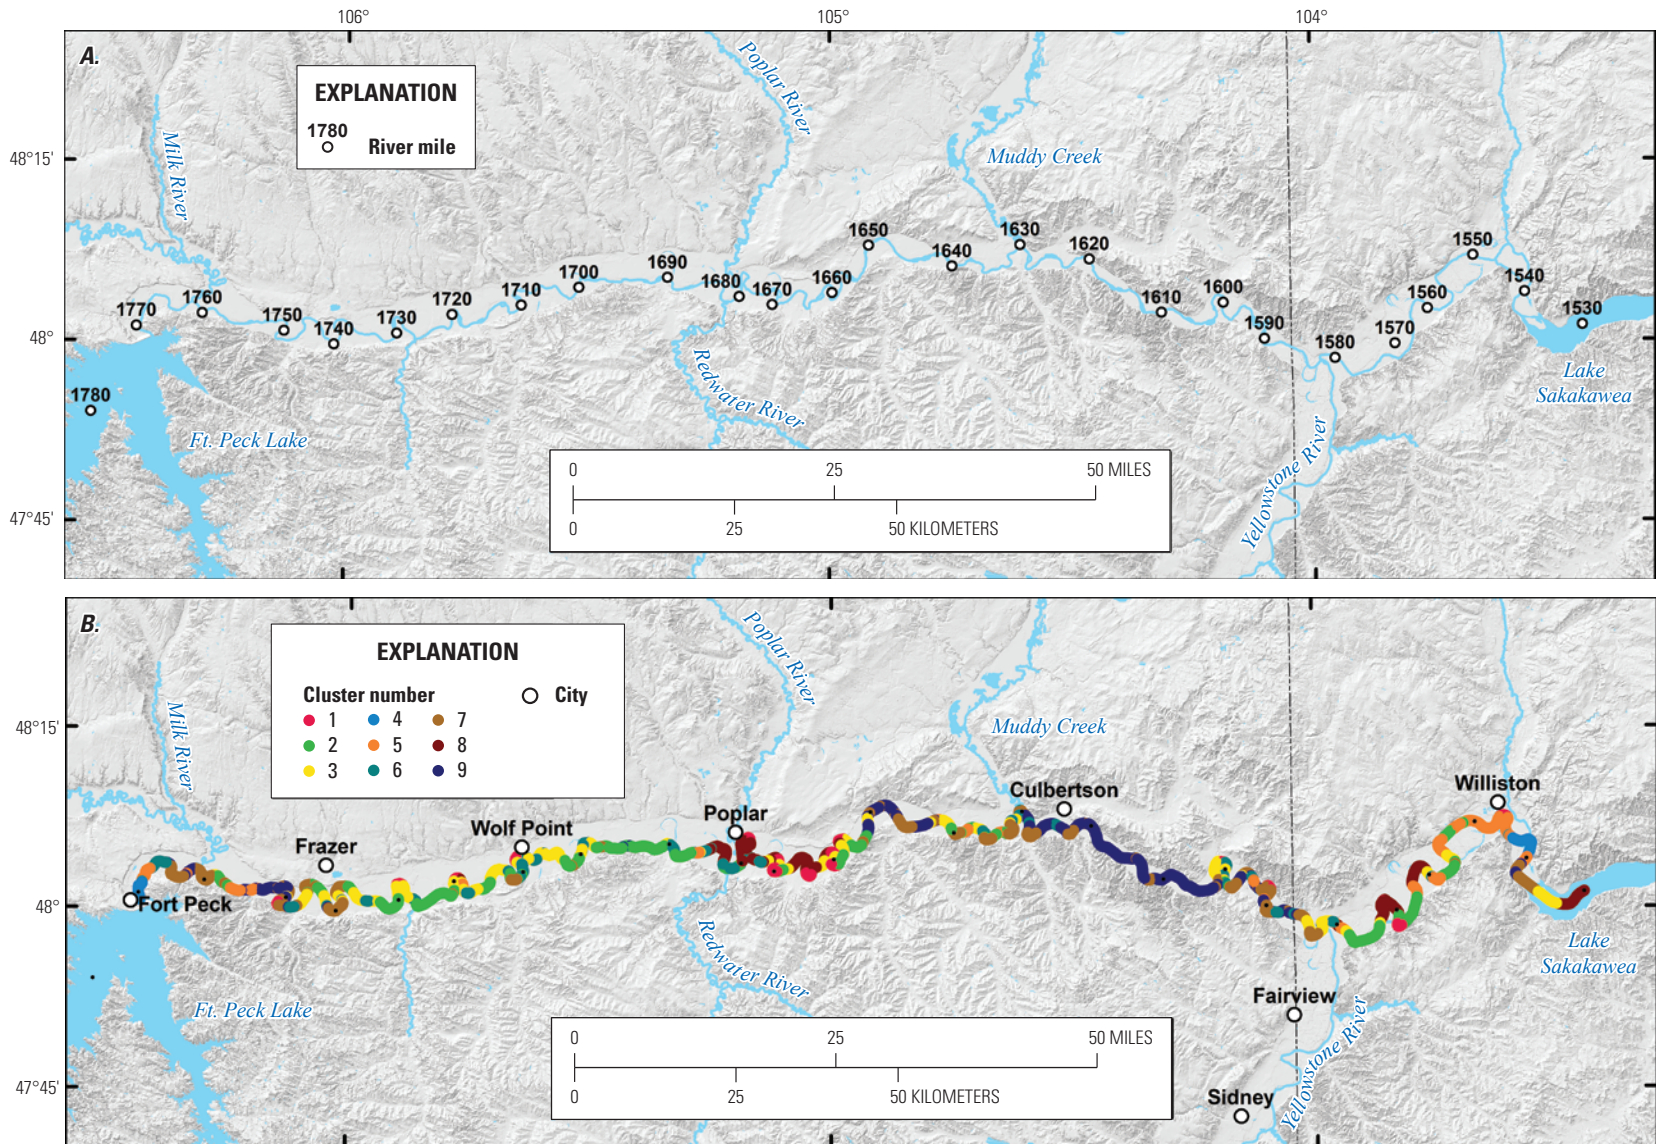 106°
105°
104°
A.
EXPLANATION
1780
River mile
Poplar River
Milk River
Muddy Creek
48°15'
1770
1760
1750
1740
1730
1720
1710
1700
1690
1680
1670
1660
1650
1640
1630
1620
1610
1600
1590
1580
1570
1560
1550
1540
1530
48°
1780
Ft. Peck Lake
Redwater River
Lake
Sakakawea
Yellowstone River
0 25 50 MILES
0 25 50 KILOMETERS
47°45'
B.
EXPLANATION
Cluster number
City
1 4 7
2 5 8
3 6 9
Poplar River
Milk River
Muddy Creek
48°15'
Fort Peck
Frazer
Wolf Point
Poplar
Culbertson
Williston
48°
Ft. Peck Lake
Redwater River
Lake
Sakakawea
Fairview
Yellowstone River
Sidney
0 25 50 MILES
0 25 50 KILOMETERS
47°45'